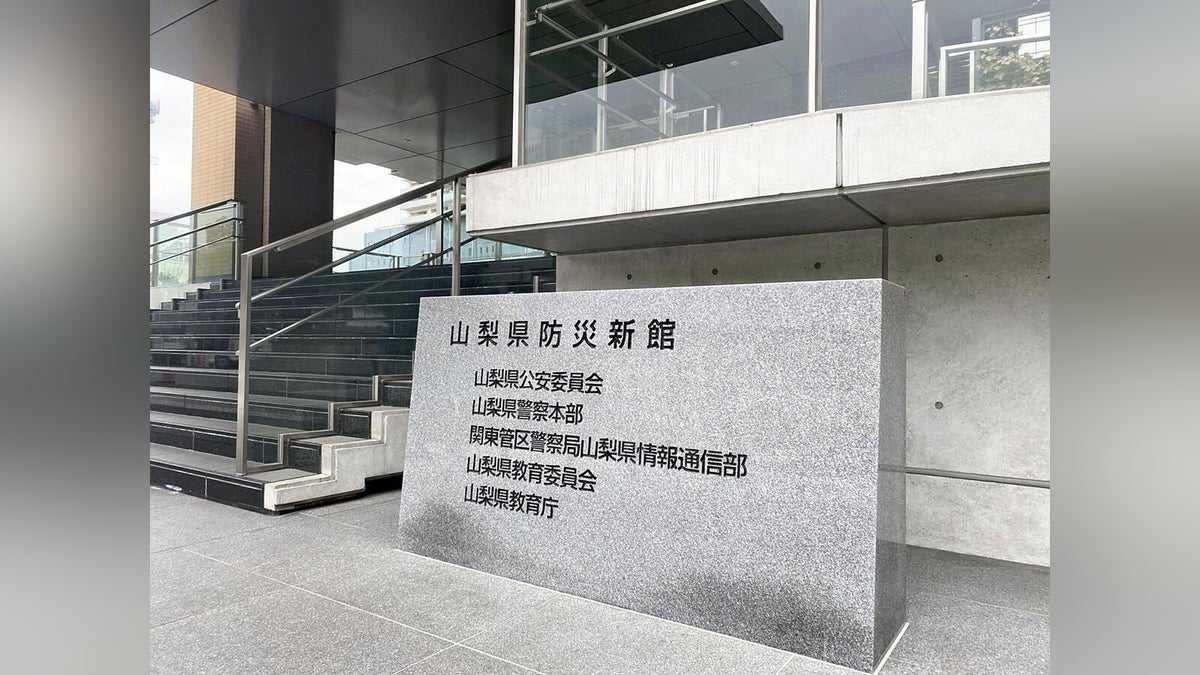 山梨県防災新館
山梨県公安委員会
山梨県警察本部
関東管区警察局山梨県情報通信部
山梨県教育委員会
山梨県教育庁